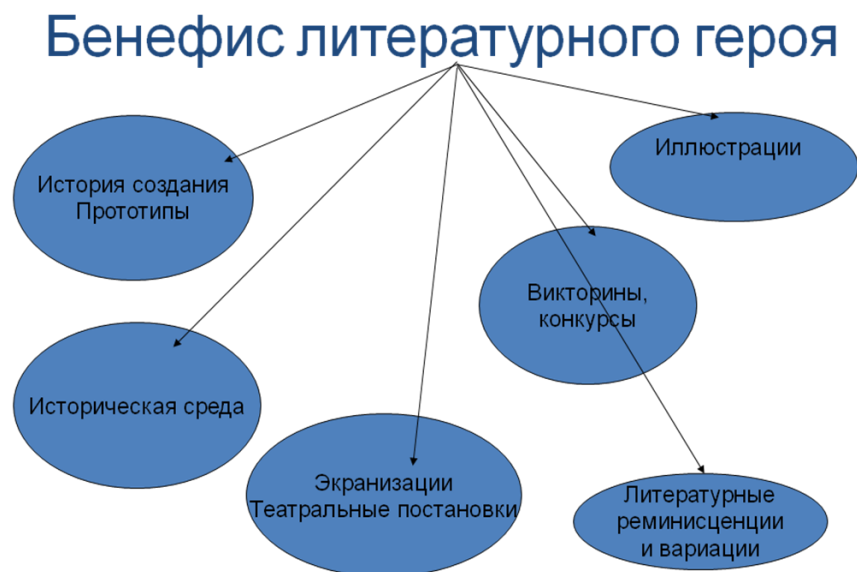 Бенефис литературного героя
История создания
Прототипы
Иллюстрации
Викторины,
конкурсы
Историческая среда
Экранизации
Театральные постановки
Литературные
реминисценции
и вариации